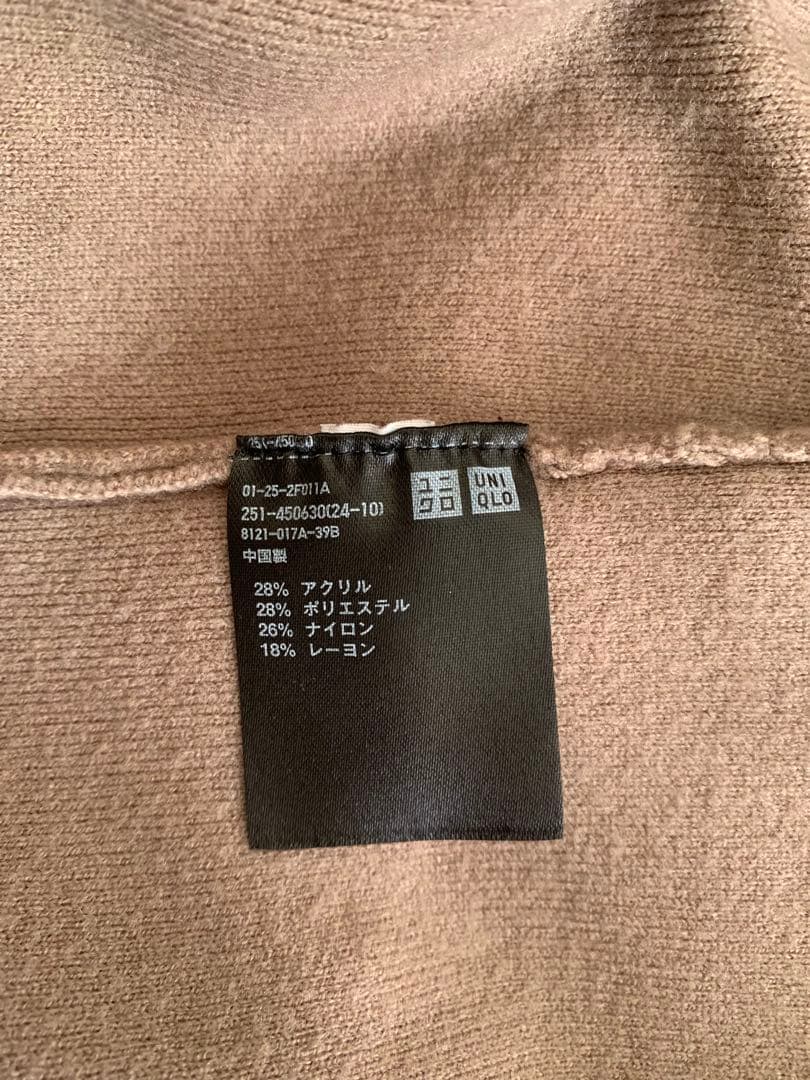 01-25-2F011A
251-450630(24-10)
8121-017A-39B
中国製
ユニ
クロ
UNI
QLO
28% アクリル
28% ポリエステル
26% ナイロン
18% レーヨン